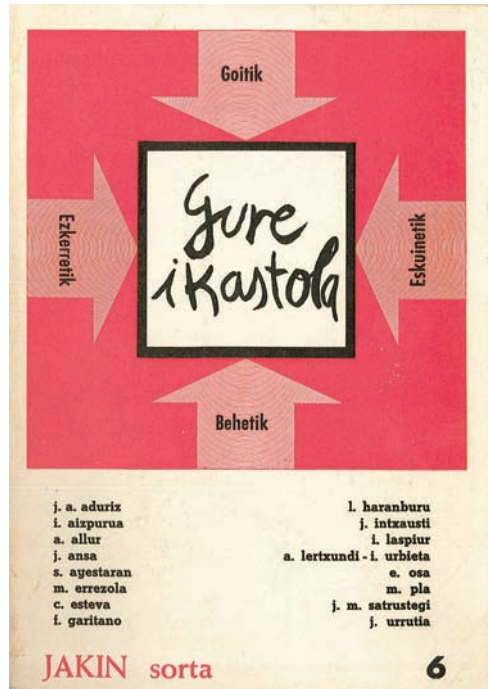 Goitik
Ezkerretik
gure
ikastola
Eskuinetik
Behetik
j. a. aduriz
i. aizpurua
a. allur
j. ansa
s. ayestaran
m. errezola
c. esteva
f. garitano
l. haranburu
j. intxausti
i. laspiur
a. lertxundi - i. urbieta
e. osa
m. pla
j. m. satrustegi
j. urrutia
JAKIN sorta
6